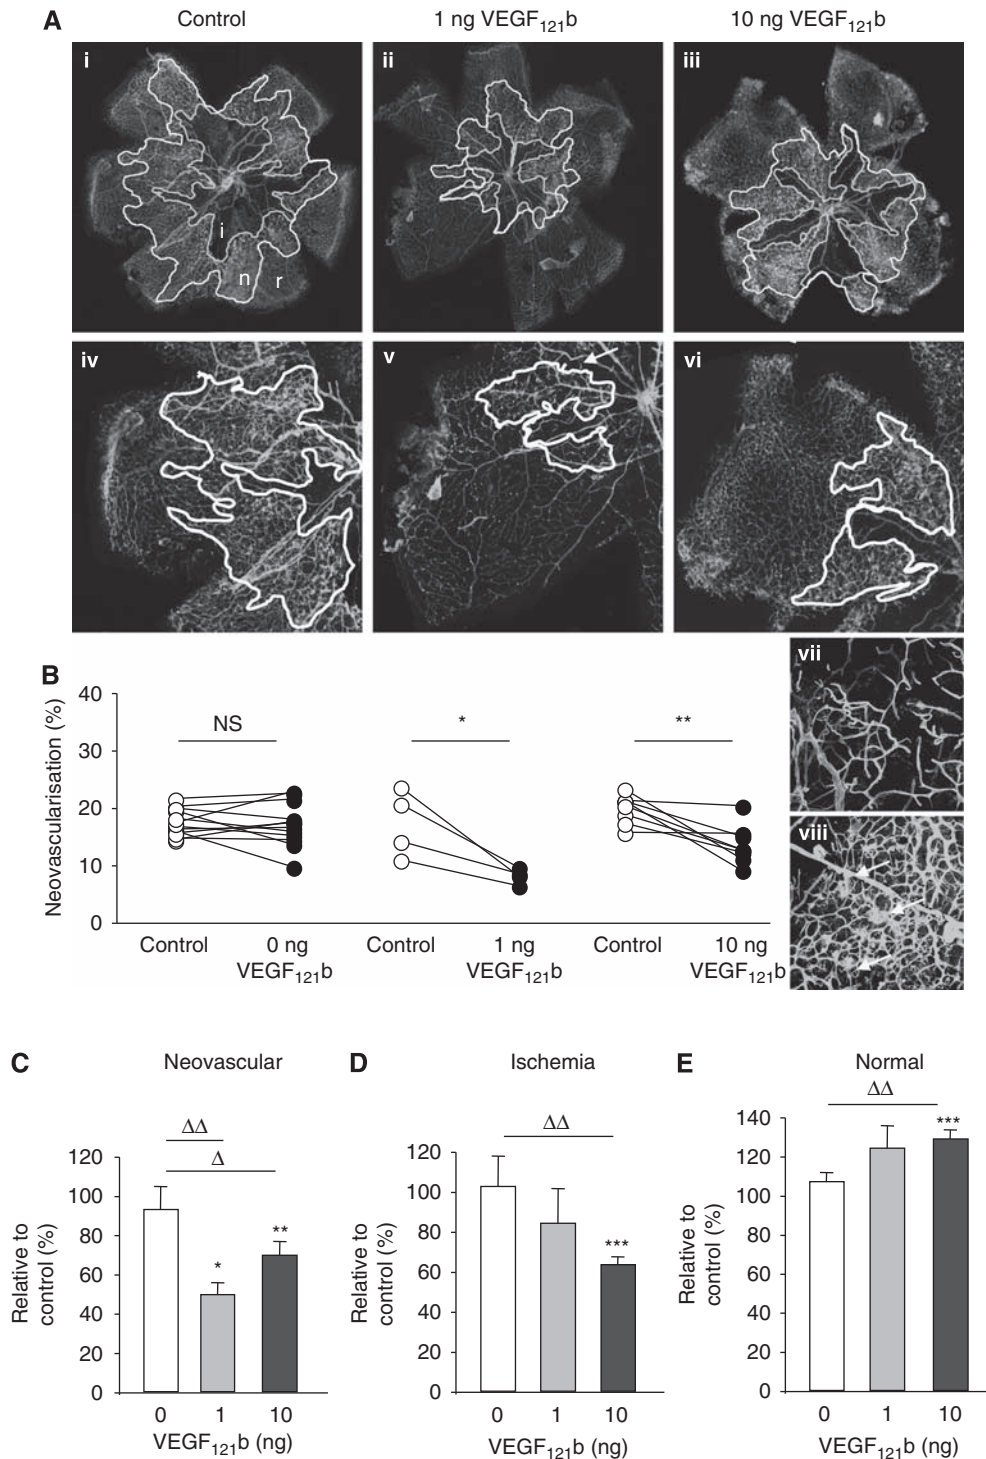 A
Control
1 ng VEGF121b
10 ng VEGF121b
i
ii
iii
i
n
r
iv
v
vi
B
Neovascularisation (%)
40
30
20
10
0
NS
*
**
Control
0 ng
VEGF121b
Control
1 ng
VEGF121b
Control
10 ng
VEGF121b
vii
viii
C
Neovascular
ΔΔ
Δ
Relative to
control (%)
120
100
80
60
40
20
0
*
**
0 1 10
VEGF121b (ng)
D
Ischemia
ΔΔ
Relative to
control (%)
120
100
80
60
40
20
0
***
0 1 10
VEGF121b (ng)
E
Normal
ΔΔ
Relative to
control (%)
140
120
100
80
60
40
20
0
***
0 1 10
VEGF121b (ng)